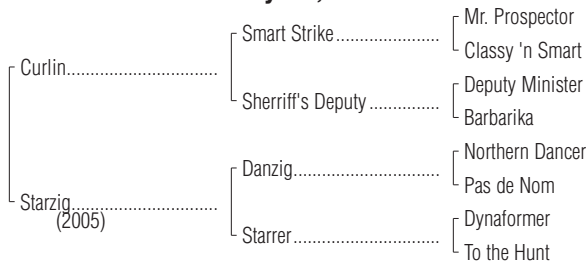 Mr. Prospector
Smart Strike..................
Classy 'n Smart
Curlin..........................
Deputy Minister
Sherriff's Deputy ............
Barbarika
Northern Dancer
Danzig.........................
Pas de Nom
Starzig.........................
(2005)
Dynaformer
Starrer.........................
To the Hunt